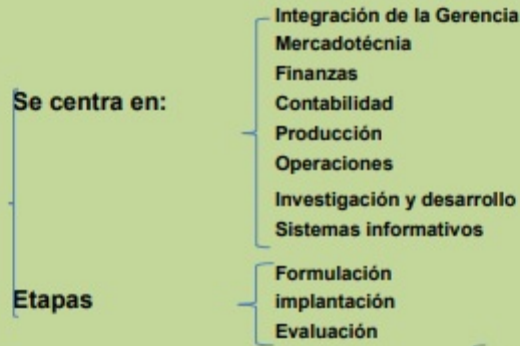 Integración de la Gerencia
Mercadotécnia
Finanzas
Se centra en:
Contabilidad
Producción
Operaciones
Investigación y desarrollo
Sistemas informativos
Formulación
Etapas
implantación
Evaluación